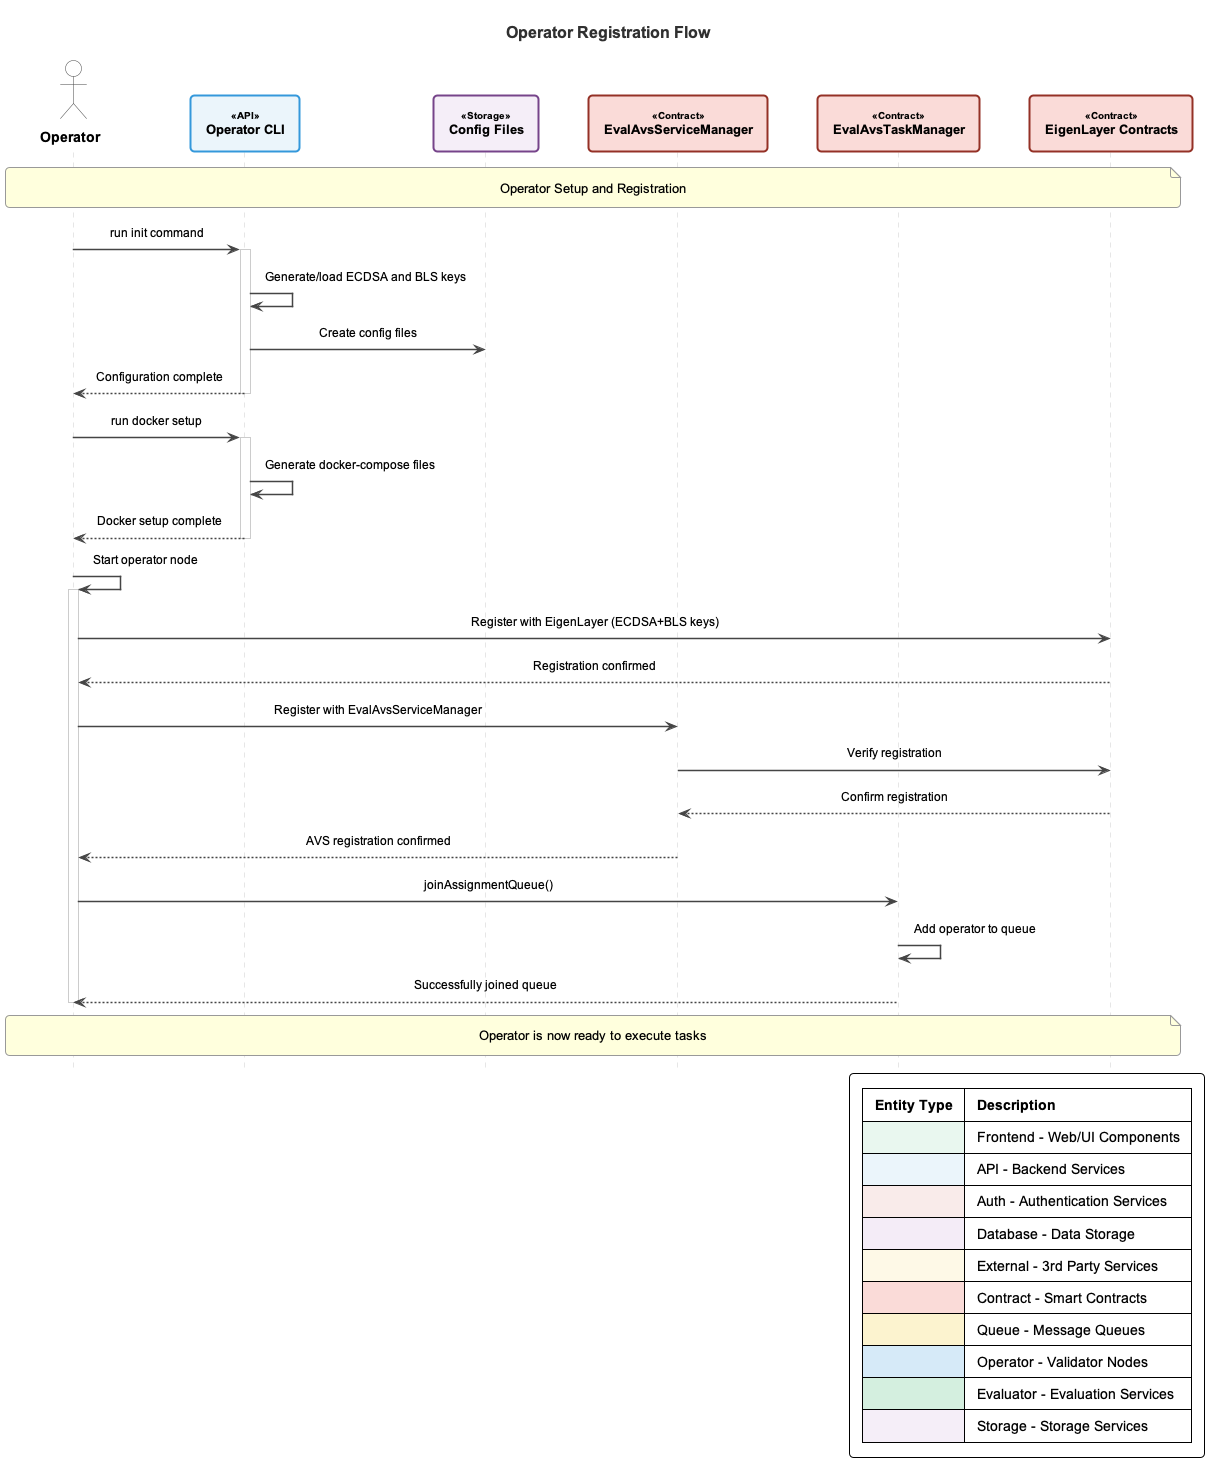 Operator Registration Flow
Operator
«API»
Operator CLI
«Storage»
Config Files
«Contract»
EvalAvsServiceManager
«Contract»
EvalAvsTaskManager
«Contract»
EigenLayer Contracts
Operator Setup and Registration
run init command
Generate/load ECDSA and BLS keys
Create config files
Configuration complete
run docker setup
Generate docker-compose files
Docker setup complete
Start operator node
Register with EigenLayer (ECDSA+BLS keys)
Registration confirmed
Register with EvalAvsServiceManager
Verify registration
Confirm registration
AVS registration confirmed
joinAssignmentQueue()
Add operator to queue
Successfully joined queue
Operator is now ready to execute tasks
Entity Type Description
Frontend - Web/UI Components
API - Backend Services
Auth - Authentication Services
Database - Data Storage
External - 3rd Party Services
Contract - Smart Contracts
Queue - Message Queues
Operator - Validator Nodes
Evaluator - Evaluation Services
Storage - Storage Services